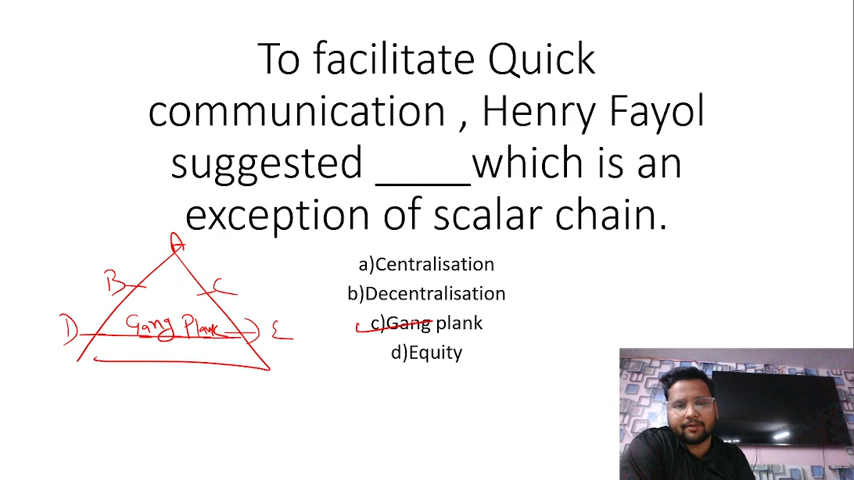 To facilitate Quick
communication , Henry Fayol
suggested ____which is an
exception of scalar chain.
a)Centralisation
b)Decentralisation
c)Gang plank
d)Equity
A
B C
D Gang Plank E